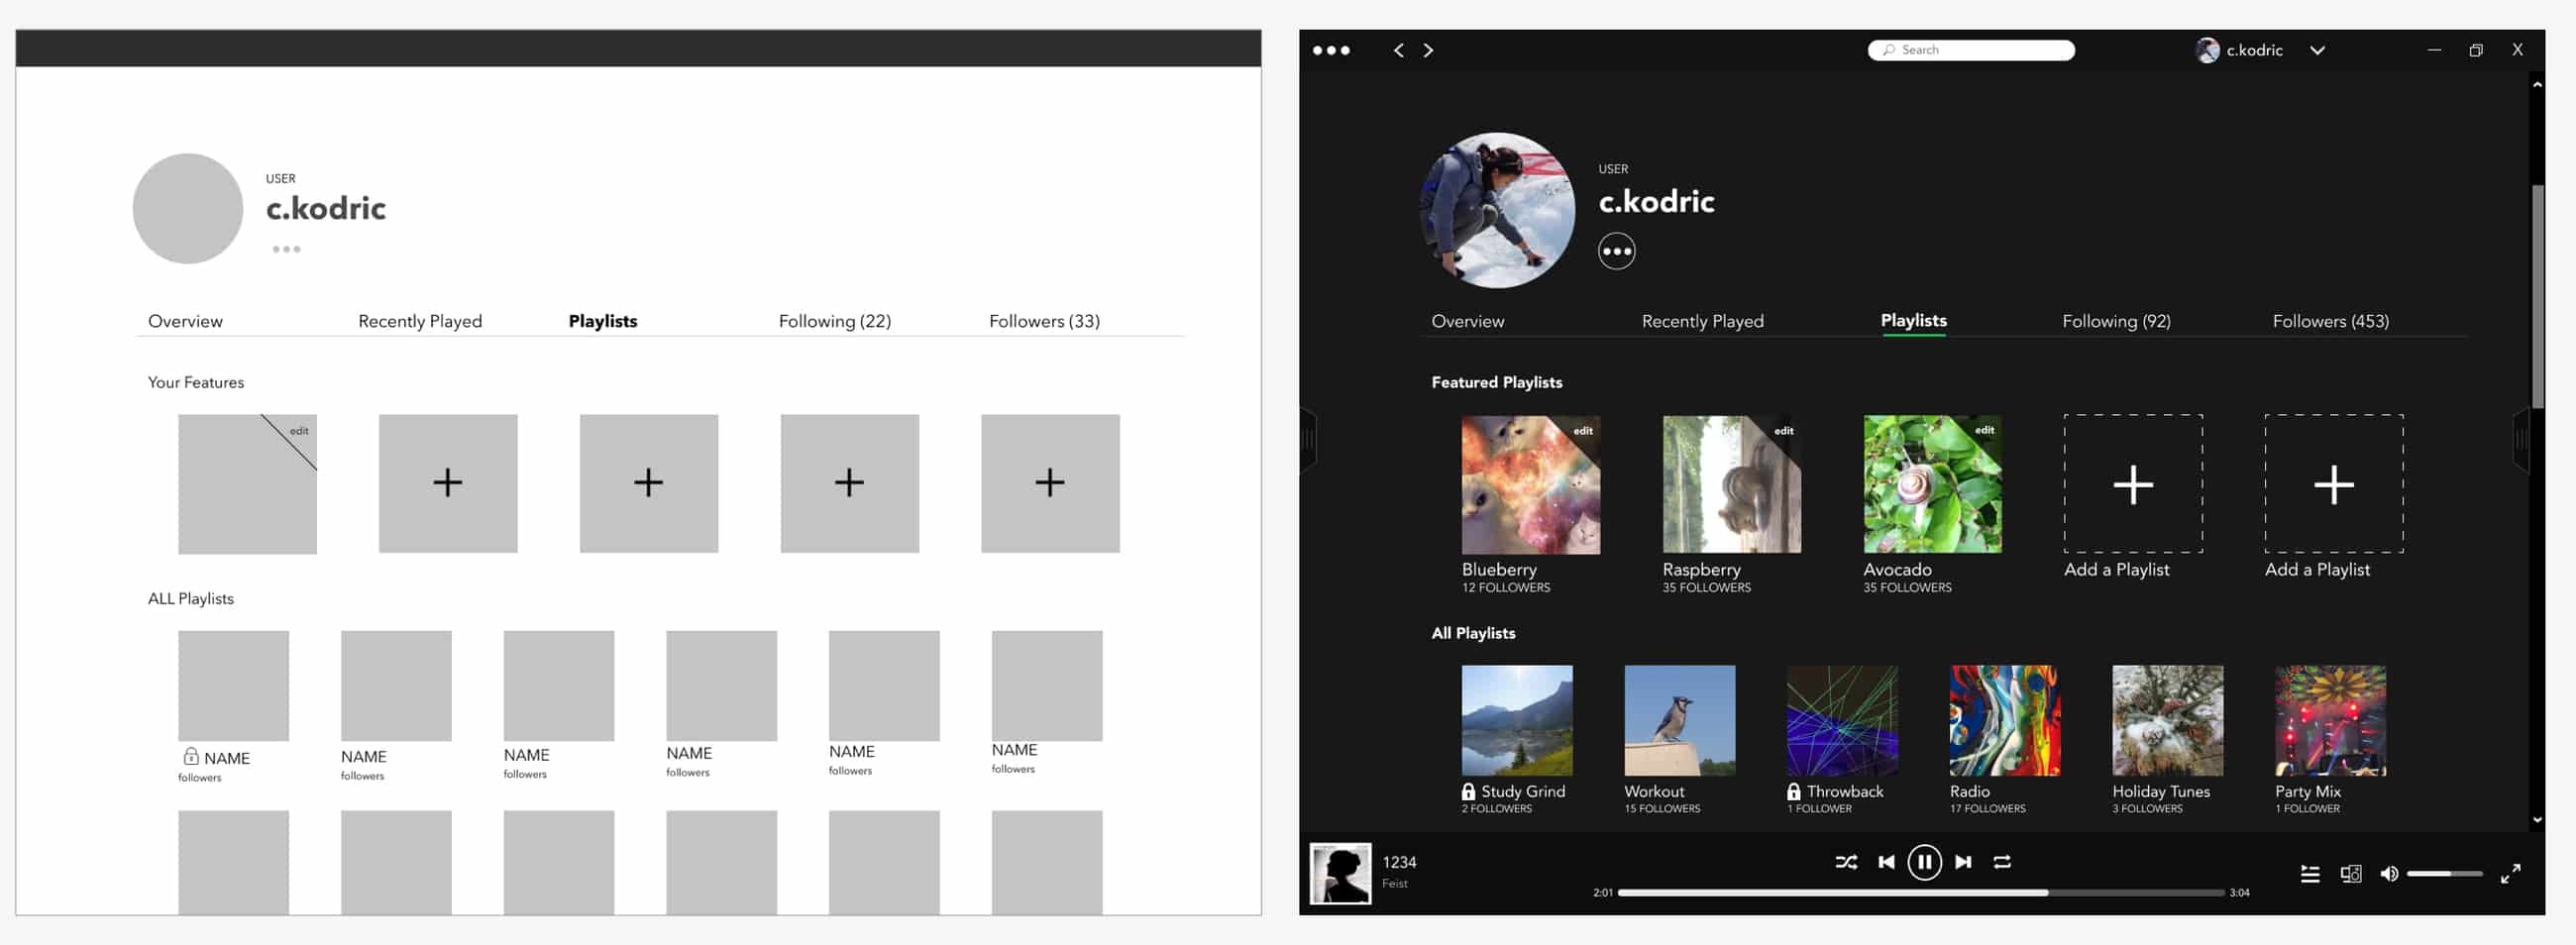 USER
c.kodric
Overview Recently Played Playlists Following (22) Followers (33)
Your Features
edit
ALL Playlists
NAME NAME NAME NAME NAME NAME
followers followers followers followers followers followers
Search c.kodric X
USER
c.kodric
Overview Recently Played Playlists Following (92) Followers (453)
Featured Playlists
edit edit edit
Blueberry Raspberry Avocado Add a Playlist Add a Playlist
12 FOLLOWERS 35 FOLLOWERS 35 FOLLOWERS
All Playlists
Study Grind Workout Throwback Radio Holiday Tunes Party Mix
2 FOLLOWERS 15 FOLLOWERS 1 FOLLOWER 17 FOLLOWERS 3 FOLLOWERS 1 FOLLOWER
1234
Feist
2:01 3:04